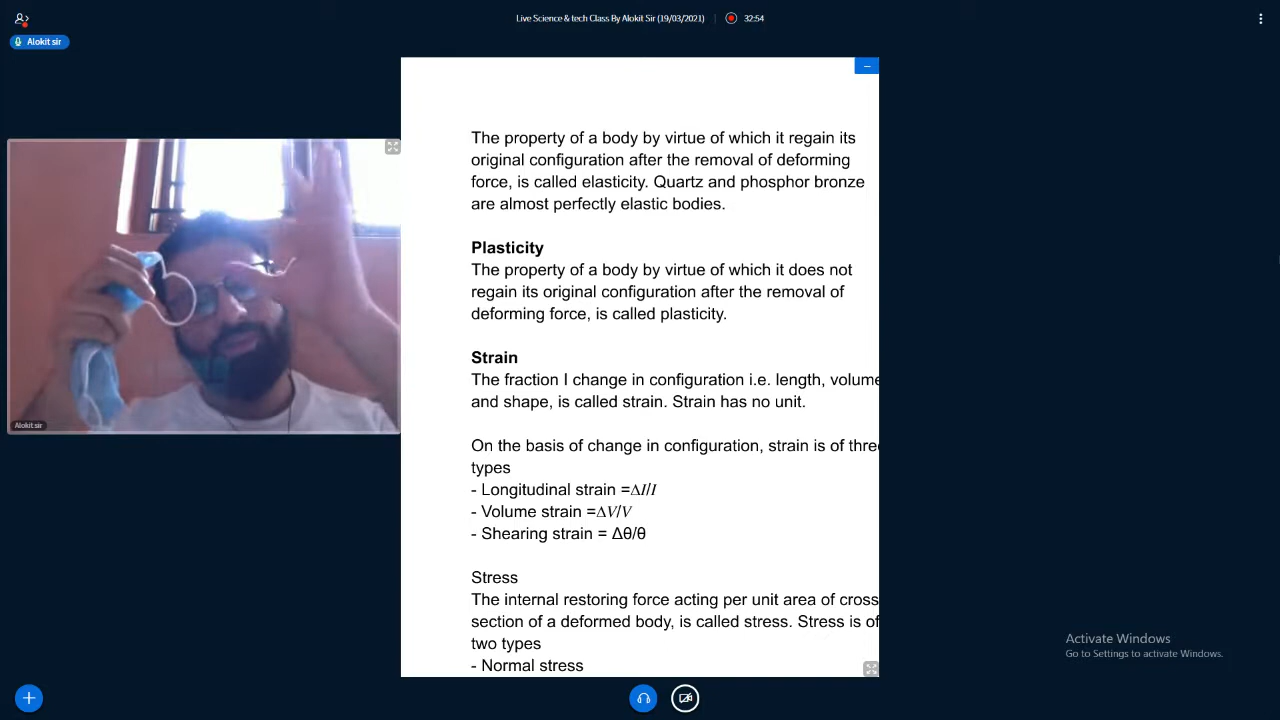 Live Science & tech Class By Alokit Sir (19/03/2021)
32:54
Alokit sir
Alokit sir
The property of a body by virtue of which it regain its
original configuration after the removal of deforming
force, is called elasticity. Quartz and phosphor bronze
are almost perfectly elastic bodies.
Plasticity
The property of a body by virtue of which it does not
regain its original configuration after the removal of
deforming force, is called plasticity.
Strain
The fraction I change in configuration i.e. length, volume
and shape, is called strain. Strain has no unit.
On the basis of change in configuration, strain is of three
types
- Longitudinal strain =ΔI/I
- Volume strain =ΔV/V
- Shearing strain = Δθ/θ
Stress
The internal restoring force acting per unit area of cross
section of a deformed body, is called stress. Stress is of
two types
- Normal stress
Activate Windows
Go to Settings to activate Windows.